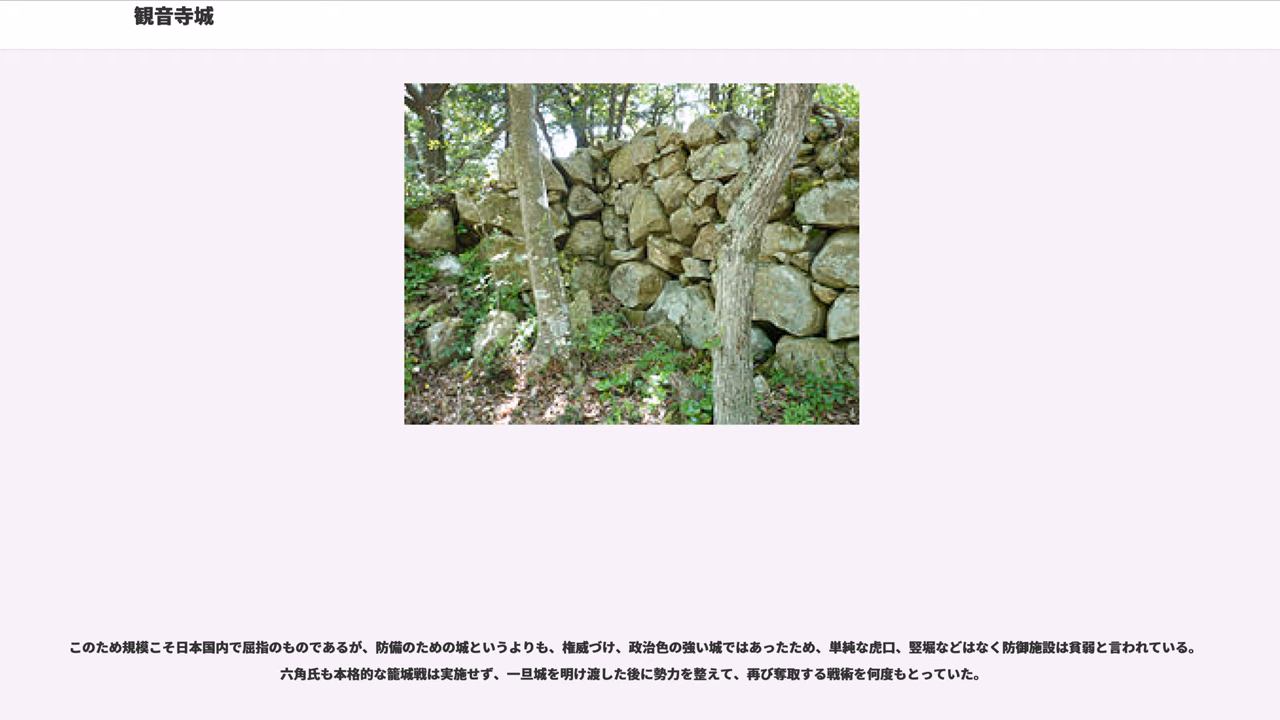 観音寺城
このため規模こそ日本国内で屈指のものであるが、防備のための城というよりも、権威づけ、政治色の強い城ではあったため、単純な虎口、竪堀などはなく防御施設は貧弱と言われている。
六角氏も本格的な籠城戦は実施せず、一旦城を明け渡した後に勢力を整えて、再び奪取する戦術を何度もとっていた。